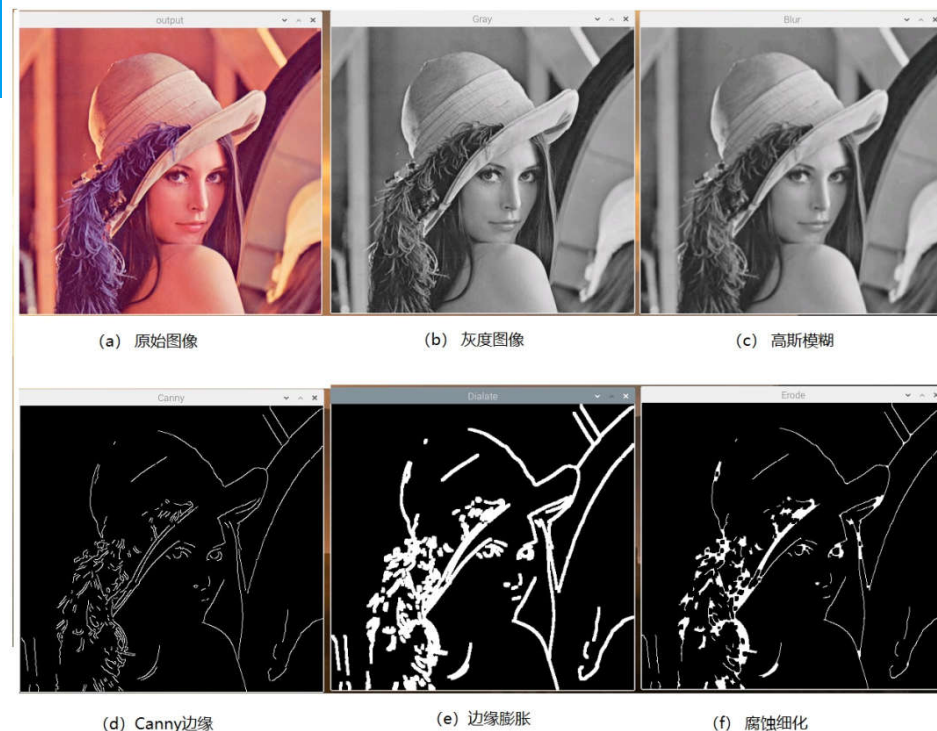 output
Gray
Blur
(a) 原始图像
(b) 灰度图像
(c) 高斯模糊
Canny
Dialate
Erode
(d) Canny边缘
(e) 边缘膨胀
(f) 腐蚀细化